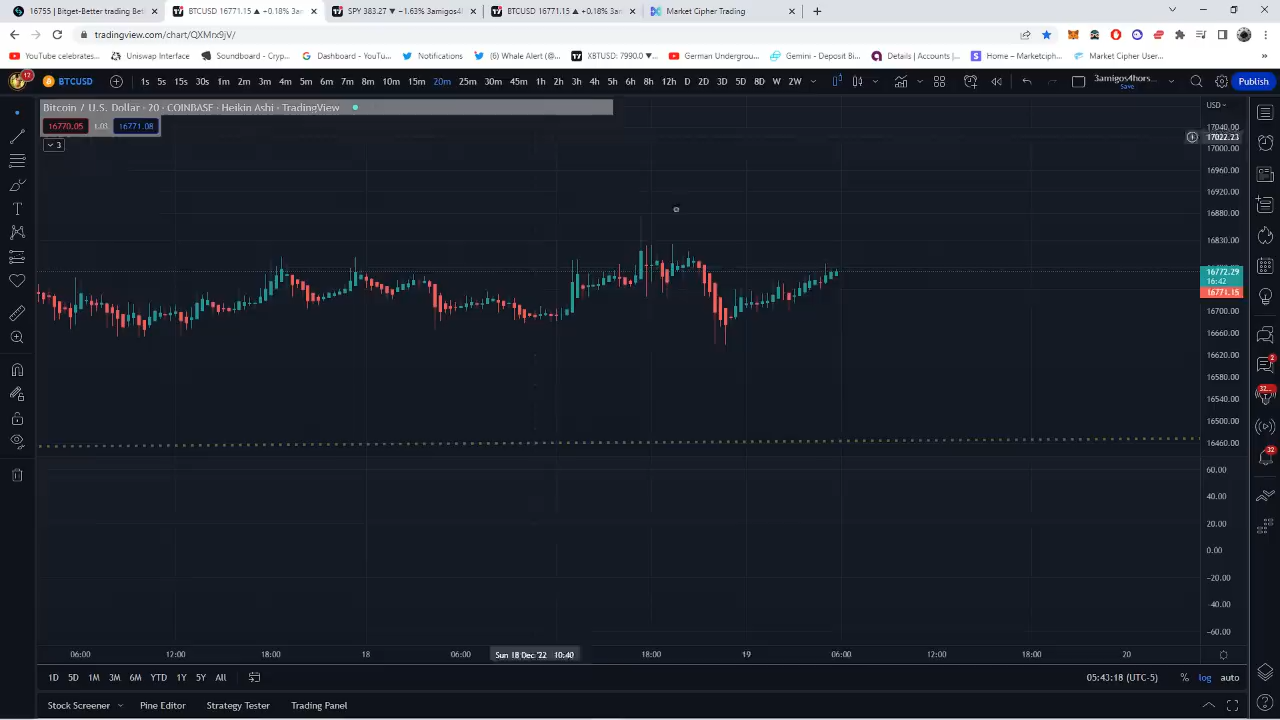 16755 | Bitget-Better trading Bet
BTCUSD 16771.15 ▲ +0.18% 3am
SPY 383.27 ▼ −1.63% 3amigos4
BTCUSD 16771.15 ▲ +0.18% 3am
Market Cipher Trading
tradingview.com/chart/QXMrx9jV/
YouTube celebrates...
Uniswap Interface
Soundboard - Cryp...
Dashboard - YouTu...
Notifications
(1) Whale Alert (@...
XBTUSD: 7990.0 ▼...
German Undergroun...
Gemini - Deposit Bi...
Details | Accounts |...
Home – Marketciph...
Market Cipher User...
17
BTCUSD
1s 5s 15s 30s 1m 2m 3m 4m 5m 6m 7m 8m 10m 15m 20m 25m 30m 45m 1h 2h 3h 4h 5h 6h 8h 12h D 2D 3D 5D 8D W 2W
3amigos4hors...
Save
Publish
Bitcoin / U.S. Dollar · 20 · COINBASE · Heikin Ashi · TradingView
USD
16770.05
1.03
16771.08
3
17040.00
17022.23
17000.00
16960.00
16920.00
16880.00
16830.00
16772.29
16:42
16771.15
16700.00
16660.00
16620.00
16580.00
16540.00
16500.00
16460.00
60.00
40.00
20.00
0.00
−20.00
−40.00
−60.00
2
32...
32
06:00
12:00
18:00
18
06:00
Sun 18 Dec '22 10:40
18:00
19
06:00
12:00
18:00
20
1D 5D 1M 3M 6M YTD 1Y 5Y All
05:43:18 (UTC-5)
%
log
auto
Stock Screener
Pine Editor
Strategy Tester
Trading Panel